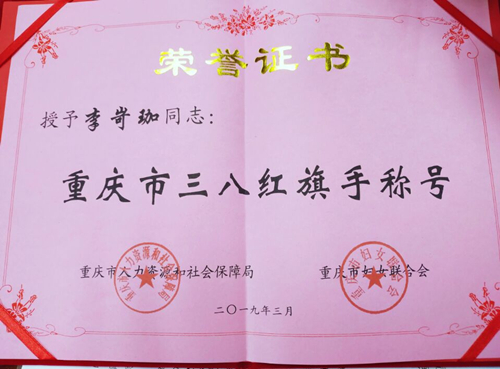 荣誉证书
授予李岢珈同志：
重庆市三八红旗手称号
重庆市人力资源和社会保障局 重庆市妇女联合会
二〇一九年三月